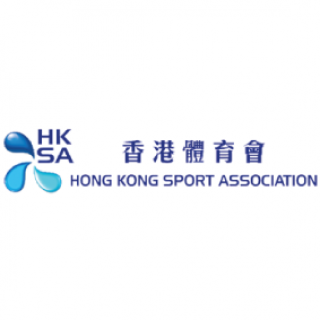 HK
SA
香港體育會
HONG KONG SPORT ASSOCIATION